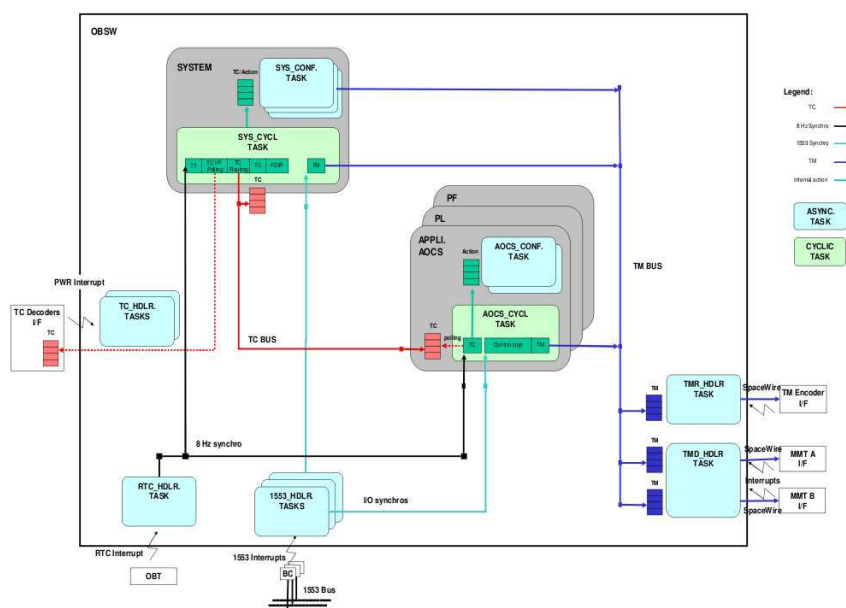 OBSW
SYSTEM
TC/Action
SYS_CONF.
TASK
SYS_CYCL
TASK
TT
TC I/F
Polling
TC
Routing
TC
FDIR
TM
TC
PF
PL
APPLI.
AOCS
Action
AOCS_CONF.
TASK
AOCS_CYCL
TASK
TC
polling
TC
Control loop
TM
TM BUS
Legend:
TC
8 Hz Synchro
1553 Synchro
TM
Internal action
ASYNC.
TASK
CYCLIC
TASK
PWR Interrupt
TC Decoders
I/F
TC
TC_HDLR.
TASKS
TC BUS
8 Hz synchro
RTC_HDLR.
TASK
1553_HDLR.
TASKS
I/O synchros
RTC Interrupt
OBT
1553 Interrupts
BC
1553 Bus
TM
TMR_HDLR
TASK
SpaceWire
TM Encoder
I/F
TM
TMD_HDLR
TASK
SpaceWire
MMT A
I/F
Interrupts
TM
MMT B
I/F
SpaceWire